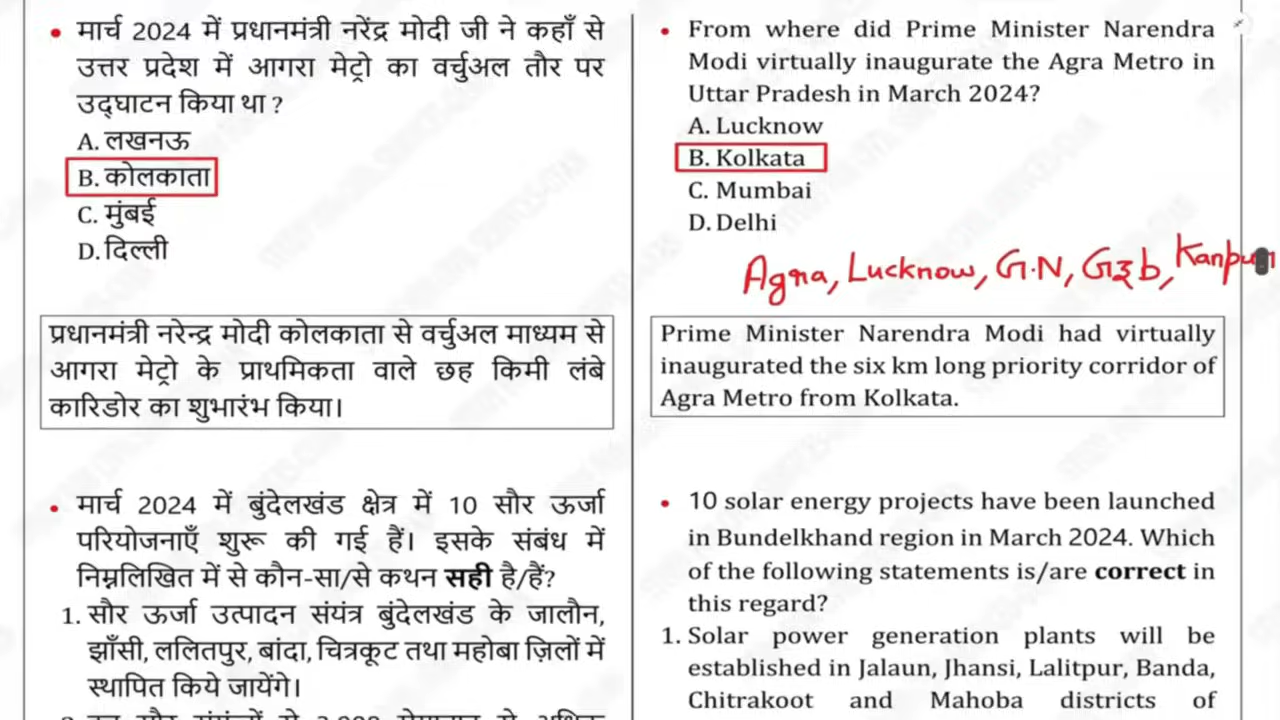 • मार्च 2024 में प्रधानमंत्री नरेंद्र मोदी जी ने कहाँ से
उत्तर प्रदेश में आगरा मेट्रो का वर्चुअल तौर पर
उद्घाटन किया था ?
A. लखनऊ
B. कोलकाता
C. मुंबई
D. दिल्ली
प्रधानमंत्री नरेन्द्र मोदी कोलकाता से वर्चुअल माध्यम से
आगरा मेट्रो के प्राथमिकता वाले छह किमी लंबे
कारिडोर का शुभारंभ किया।
• मार्च 2024 में बुंदेलखंड क्षेत्र में 10 सौर ऊर्जा
परियोजनाएँ शुरू की गई हैं। इसके संबंध में
निम्नलिखित में से कौन-सा/से कथन सही है/हैं?
1. सौर ऊर्जा उत्पादन संयंत्र बुंदेलखंड के जालौन,
झाँसी, ललितपुर, बांदा, चित्रकूट तथा महोबा ज़िलों में
स्थापित किये जायेंगे।
• From where did Prime Minister Narendra
Modi virtually inaugurate the Agra Metro in
Uttar Pradesh in March 2024?
A. Lucknow
B. Kolkata
C. Mumbai
D. Delhi
Agra, Lucknow, G.N, Gzb, Kanpur
Prime Minister Narendra Modi had virtually
inaugurated the six km long priority corridor of
Agra Metro from Kolkata.
• 10 solar energy projects have been launched
in Bundelkhand region in March 2024. Which
of the following statements is/are correct in
this regard?
1. Solar power generation plants will be
established in Jalaun, Jhansi, Lalitpur, Banda,
Chitrakoot and Mahoba districts of